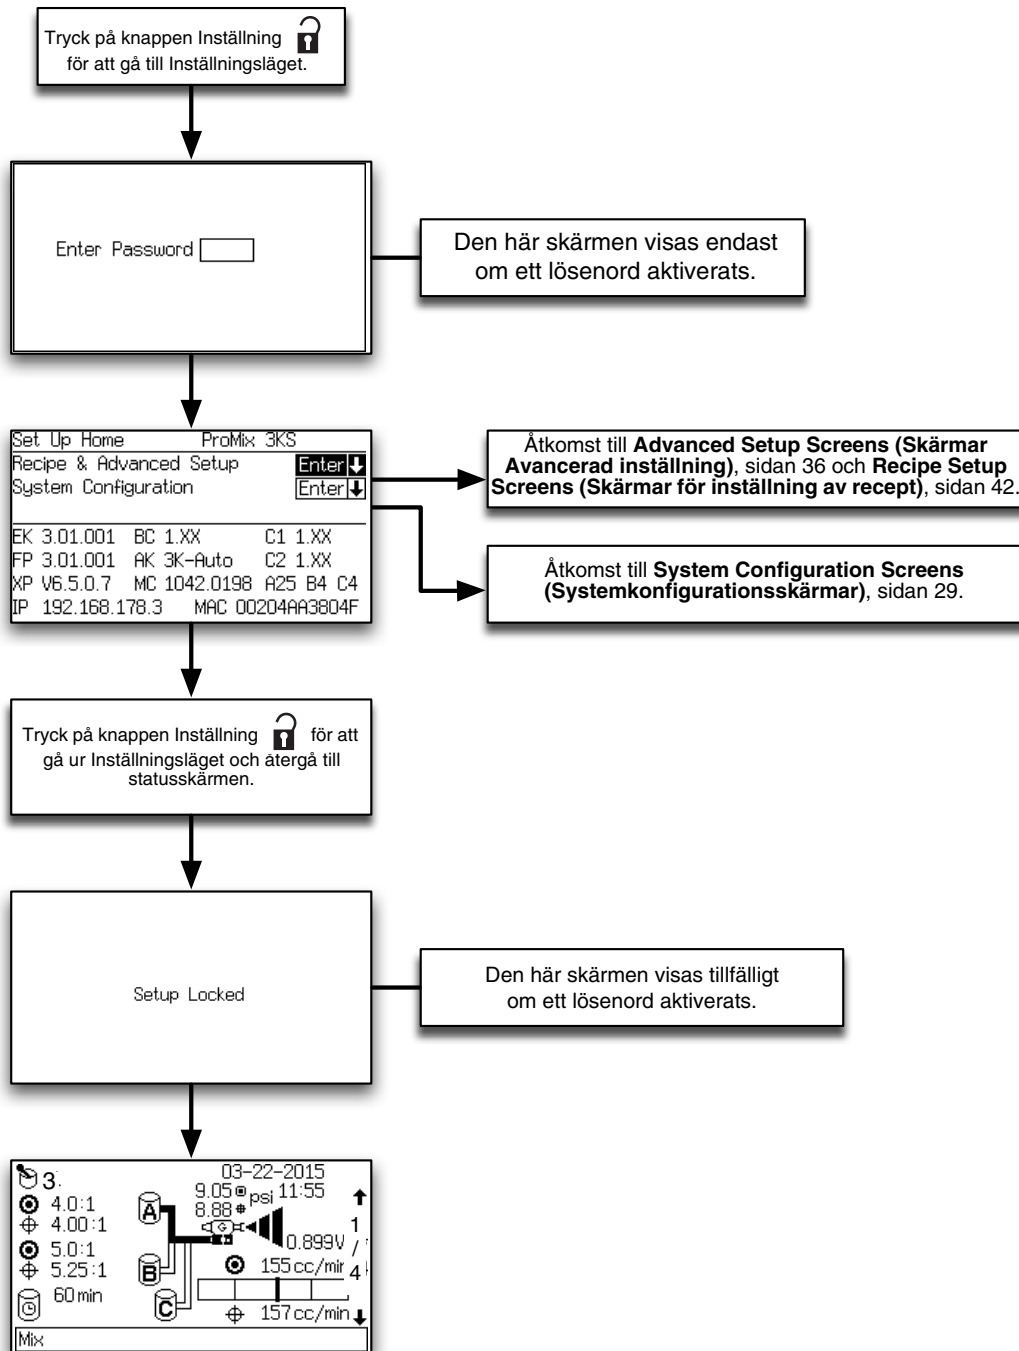 Tryck på knappen Inställning
för att gå till Inställningsläget.
Enter Password
Den här skärmen visas endast
om ett lösenord aktiverats.
Set Up Home ProMix 3KS
Recipe & Advanced Setup Enter
System Configuration Enter
EK 3.01.001 BC 1.XX C1 1.XX
FP 3.01.001 AK 3K-Auto C2 1.XX
XP V6.5.0.7 MC 1042.0198 A25 B4 C4
IP 192.168.178.3 MAC 00204AA3804F
Åtkomst till Advanced Setup Screens (Skärmar
Avancerad inställning), sidan 36 och Recipe Setup
Screens (Skärmar för inställning av recept), sidan 42.
Åtkomst till System Configuration Screens
(Systemkonfigurationsskärmar), sidan 29.
Tryck på knappen Inställning för att
gå ur Inställningsläget och återgå till
statusskärmen.
Setup Locked
Den här skärmen visas tillfälligt
om ett lösenord aktiverats.
03-22-2015
3.
9.05 psi 11:55
8.88
4.0:1
4.00:1
A
G
1
0.899V /
5.0:1
5.25:1
B
155 cc/mir 4
60 min
C
157 cc/min
Mix